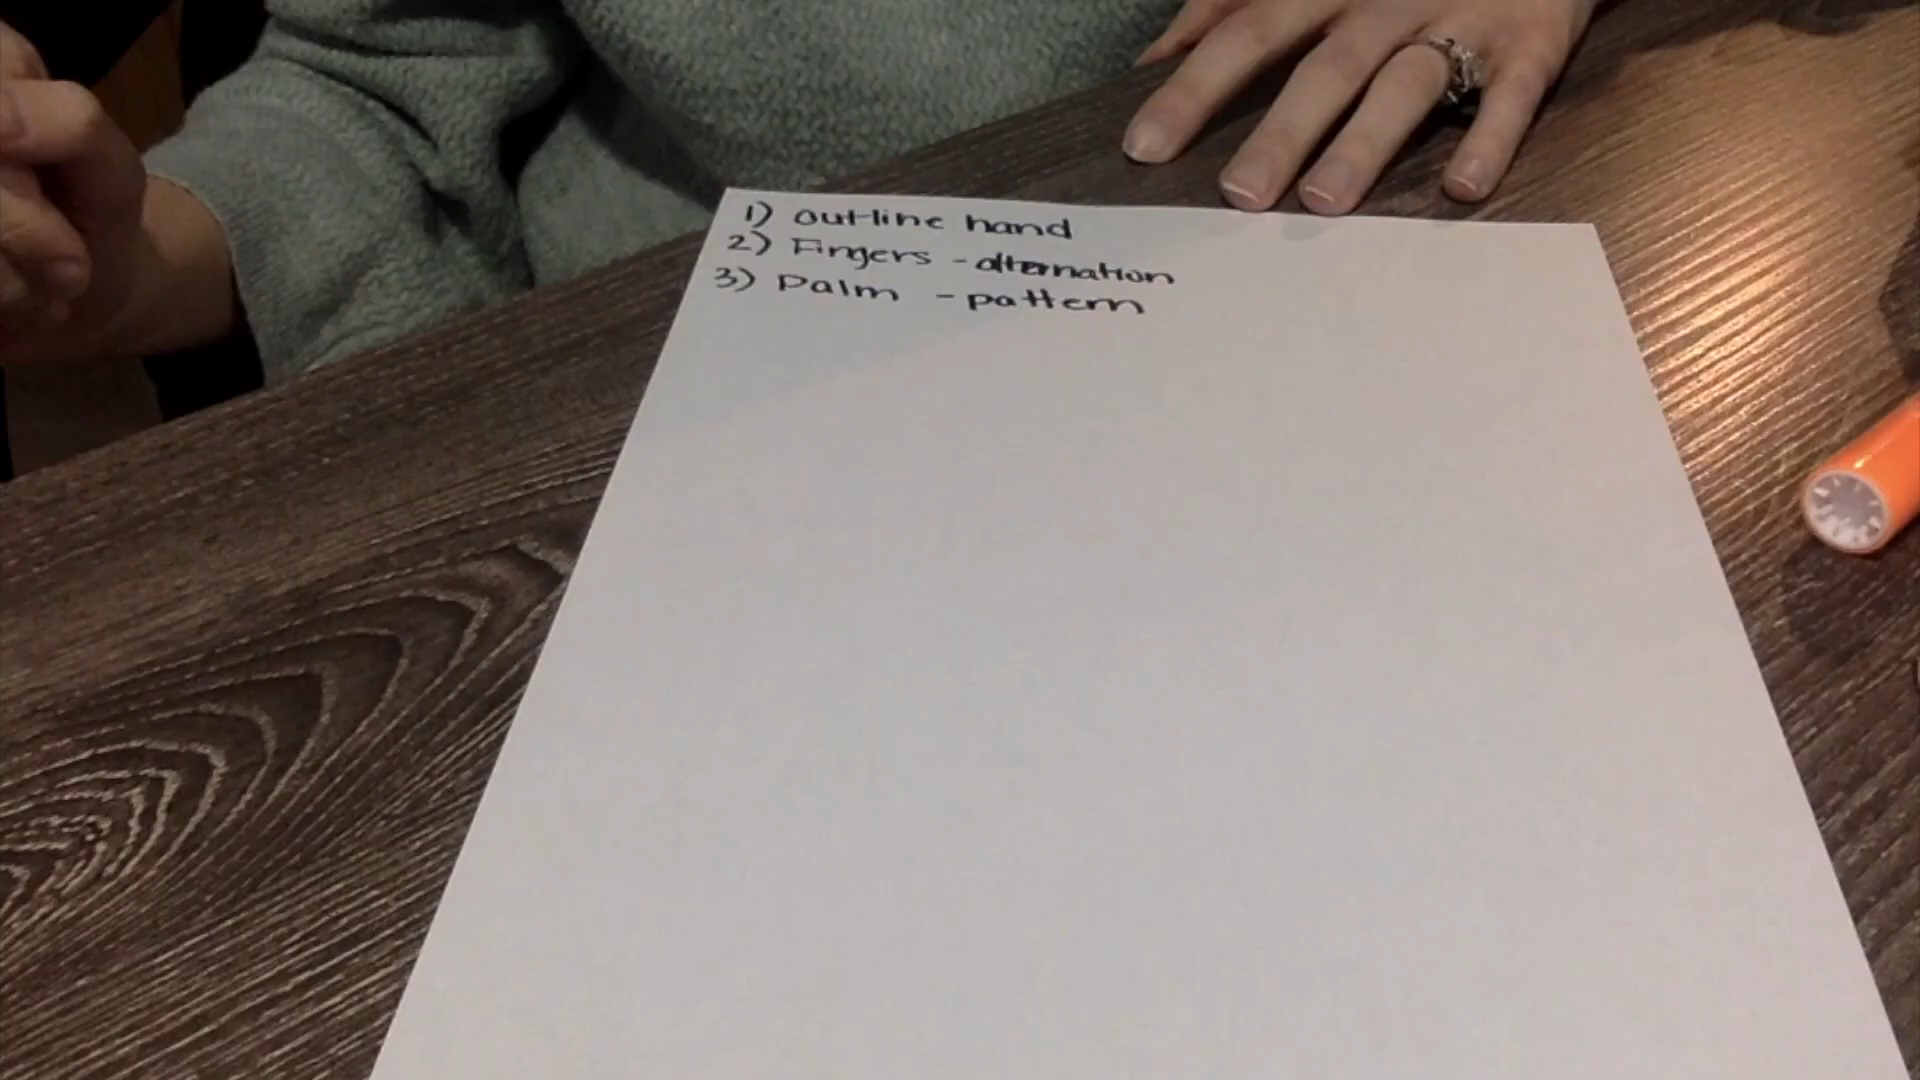 1) outline hand
2) Fingers - alternation
3) Palm - pattern